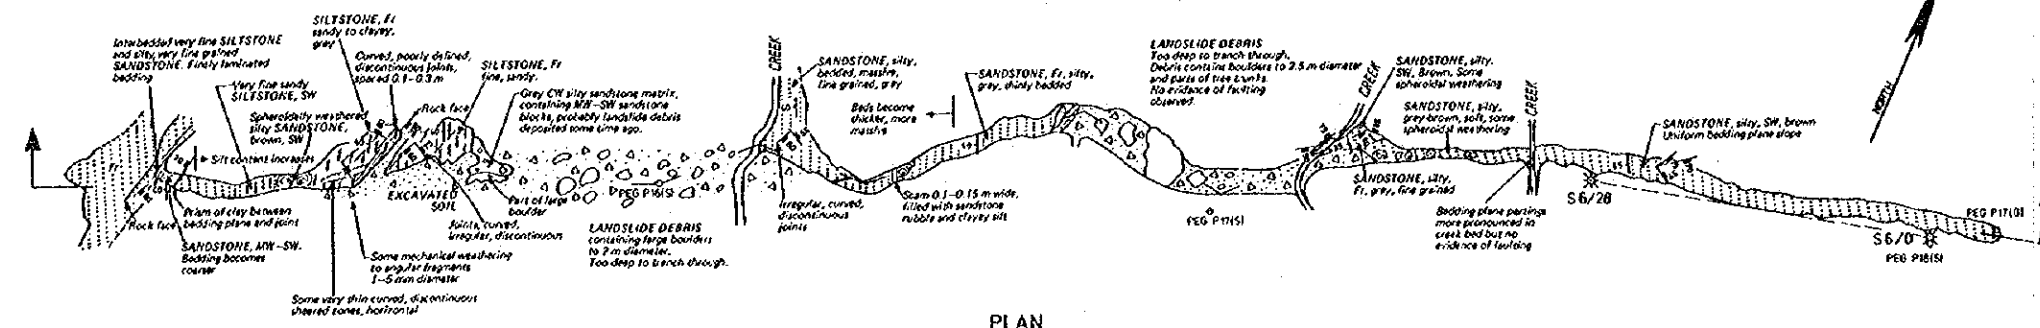 Interbedded very fine SILTSTONE
and silty, very fine grained
SANDSTONE. Finely laminated
bedding
Very fine sandy
SILTSTONE, SW
Spheroidally weathered
silty SANDSTONE,
brown, SW
Silt content increases
SILTSTONE, Fr
sandy to clayey,
grey
Curved, poorly defined,
discontinuous joints,
spaced 0.1-0.3 m
Rock face
SILTSTONE, Fr
fine, sandy.
Grey CW silty sandstone matrix,
containing MW-SW sandstone
blocks, probably landslide debris
deposited some time ago.
CREEK
SANDSTONE, silty,
bedded, massive,
fine grained, grey
Beds become
thicker, more
massive
SANDSTONE, Fr, silty,
grey, thinly bedded
LANDSLIDE DEBRIS
Too deep to trench through.
Debris contains boulders to 2.5 m diameter
and parts of tree trunks.
No evidence of faulting
observed.
CREEK
SANDSTONE, silty,
SW, Brown, Some
spheroidal weathering
SANDSTONE, silty,
grey brown, soft, some
spheroidal weathering
CREEK
SANDSTONE, silty, SW, brown
Uniform bedding plane slope
NORTH
Rock face
Prism of clay between
bedding plane and joint
SANDSTONE, MW-SW.
Bedding becomes
coarser
EXCAVATED
SOIL
Part of large
boulder
Joints, curved,
irregular, discontinuous
Some mechanical weathering
to angular fragments
1-5 mm diameter
Some very thin curved, discontinuous
sheared zones, horizontal
PEG P16(S)
LANDSLIDE DEBRIS
containing large boulders
to 2 m diameter.
Too deep to trench through.
Irregular, curved,
discontinuous
joints
Seam 0.1-0.15 m wide,
filled with sandstone
rubble and clayey silt
PEG P17(S)
SANDSTONE, silty,
Fr, grey, fine grained
Bedding plane partings
more pronounced in
creek bed but no
evidence of faulting
S6/28
S6/0
PEG P17(D)
PEG P18(S)
PLAN